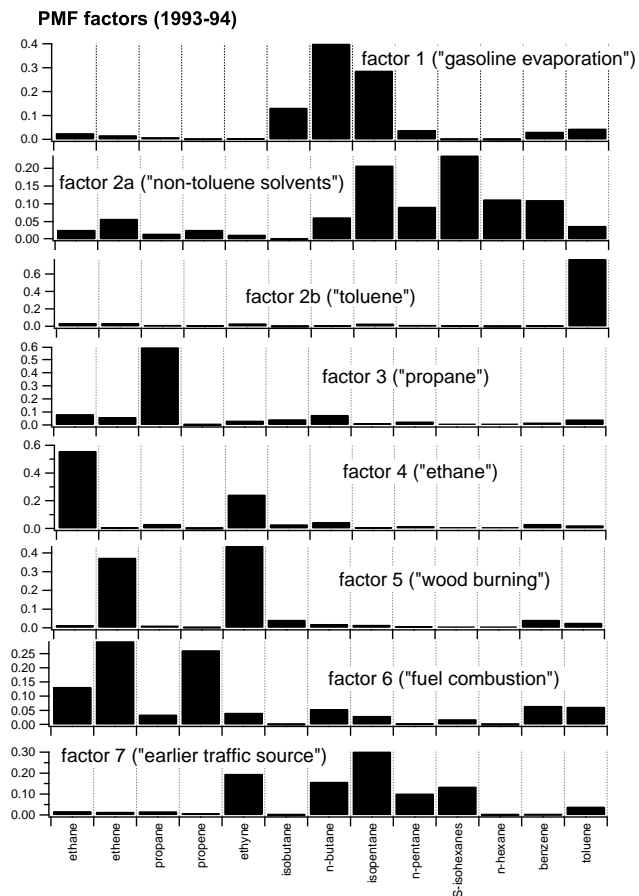 PMF factors (1993-94)
0.4
0.3
0.2
0.1
0.0
factor 1 ("gasoline evaporation")
0.20
0.15
0.10
0.05
0.00
factor 2a ("non-toluene solvents")
0.6
0.4
0.2
0.0
factor 2b ("toluene")
0.6
0.5
0.4
0.3
0.2
0.1
0.0
factor 3 ("propane")
0.6
0.4
0.2
0.0
factor 4 ("ethane")
0.4
0.3
0.2
0.1
0.0
factor 5 ("wood burning")
0.25
0.20
0.15
0.10
0.05
0.00
factor 6 ("fuel combustion")
0.30
0.20
0.10
0.00
factor 7 ("earlier traffic source")
ethane
ethene
propane
propene
ethyne
isobutane
n-butane
isopentane
n-pentane
S-isohexanes
n-hexane
benzene
toluene